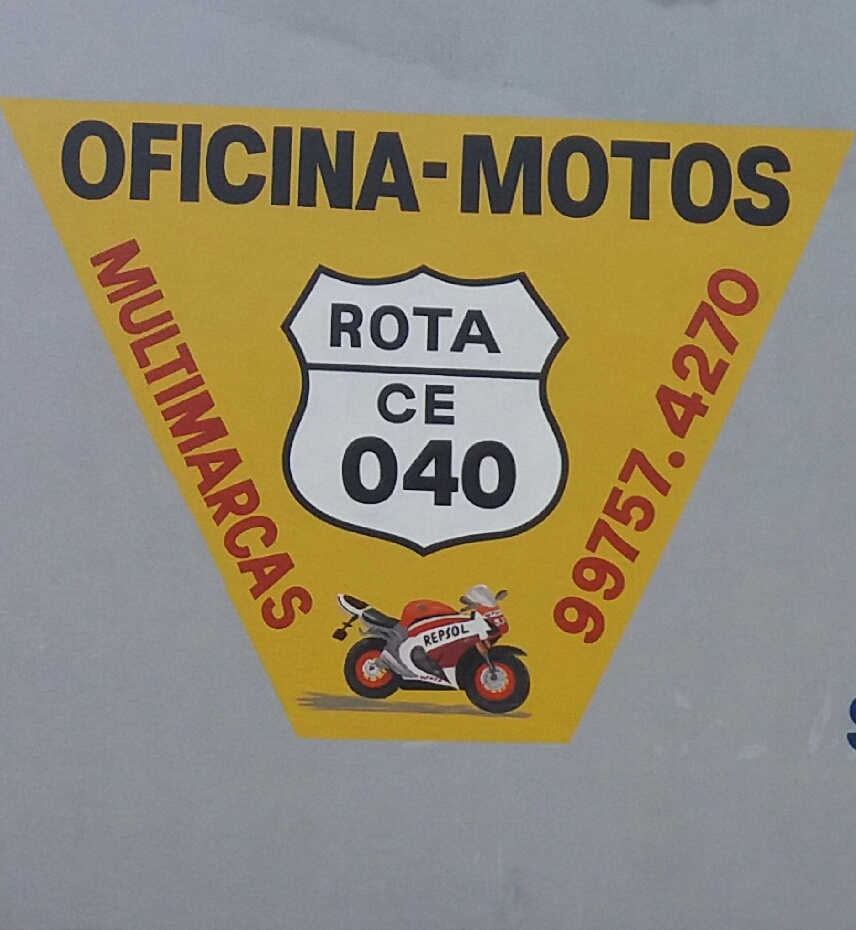 OFICINA-MOTOS
MULTIMARCAS
ROTA
CE
040
99757.4270
REPSOL